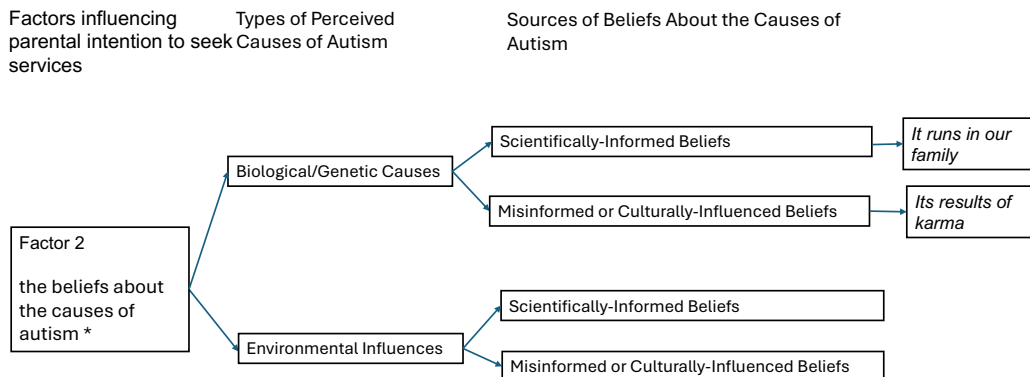 Factors influencing
parental intention to seek
services
Types of Perceived
Causes of Autism
Sources of Beliefs About the Causes of
Autism
Factor 2
the beliefs about
the causes of
autism *
Biological/Genetic Causes
Scientifically-Informed Beliefs
It runs in our
family
Misinformed or Culturally-Influenced Beliefs
Its results of
karma
Environmental Influences
Scientifically-Informed Beliefs
Misinformed or Culturally-Influenced Beliefs